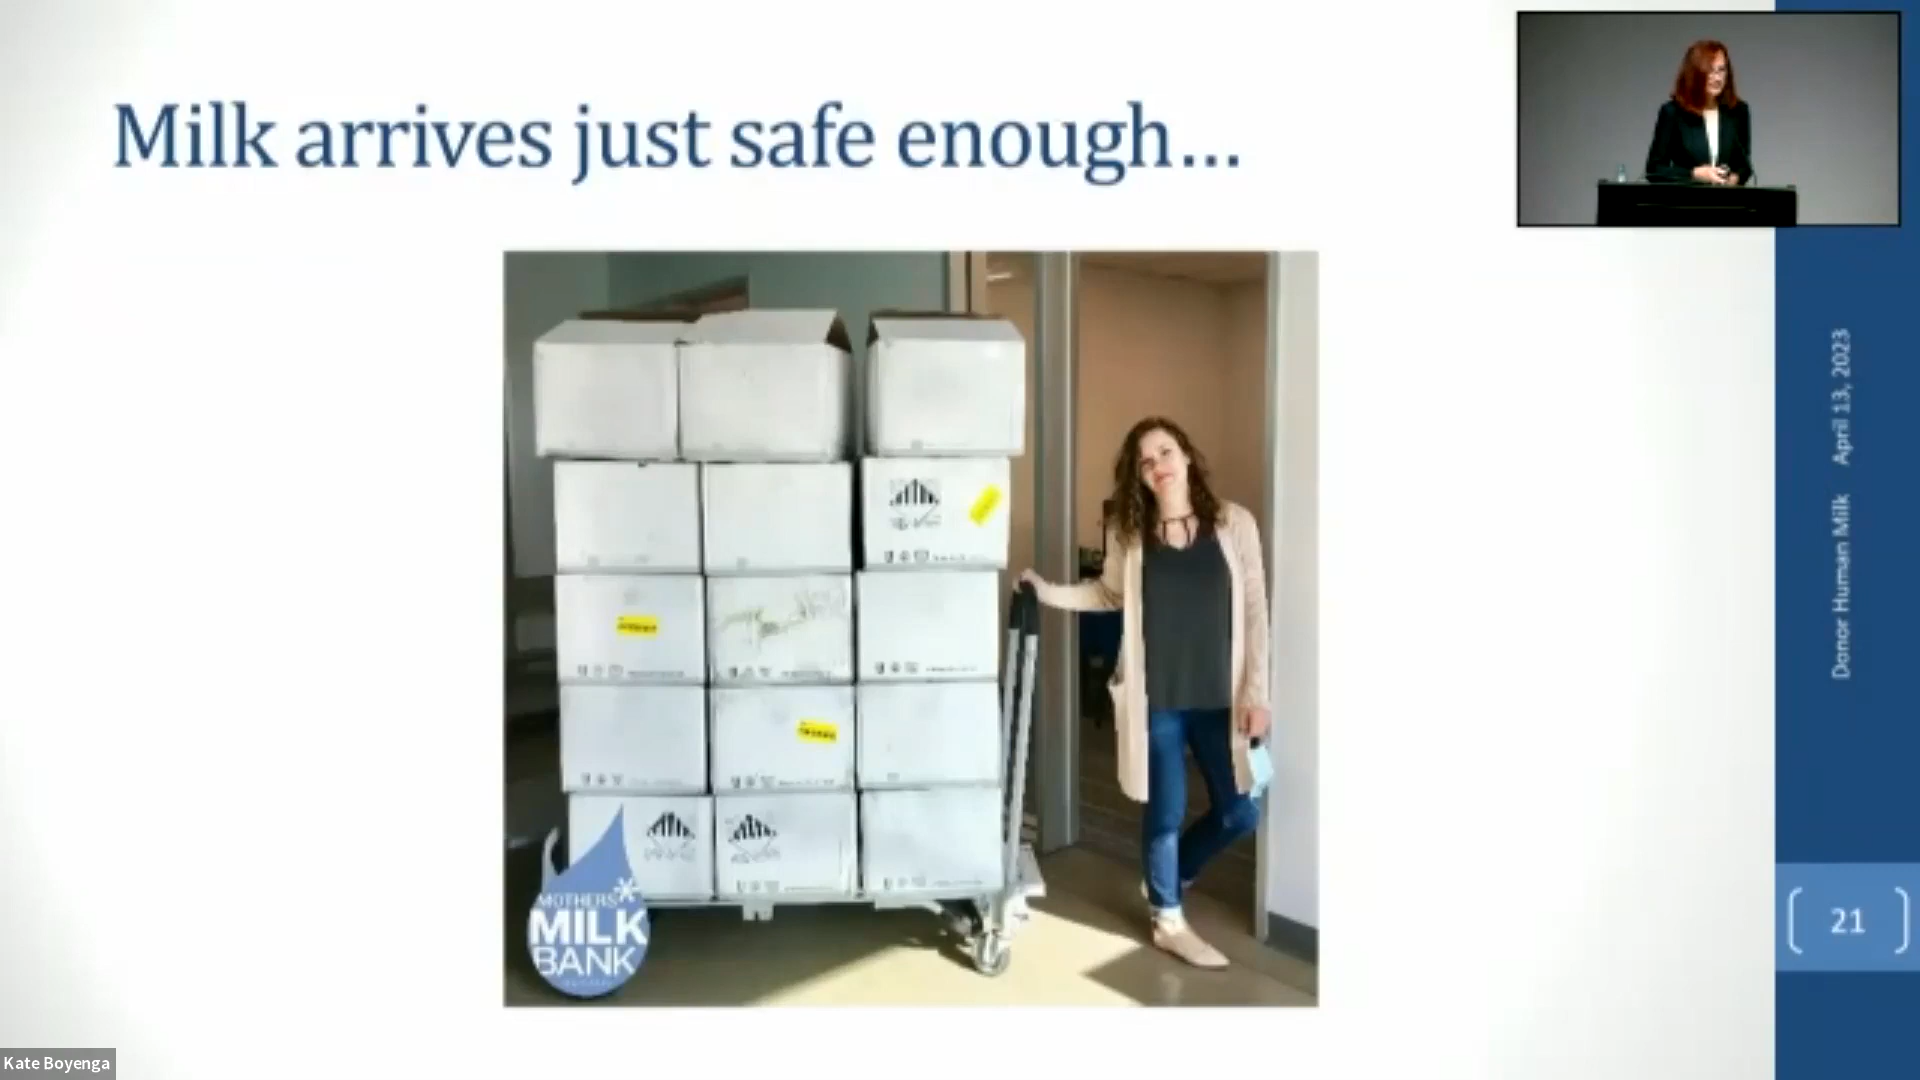 Milk arrives just safe enough…
Donor Human Milk April 13, 2023
MOTHERS'
MILK
BANK
21
Kate Boyenga